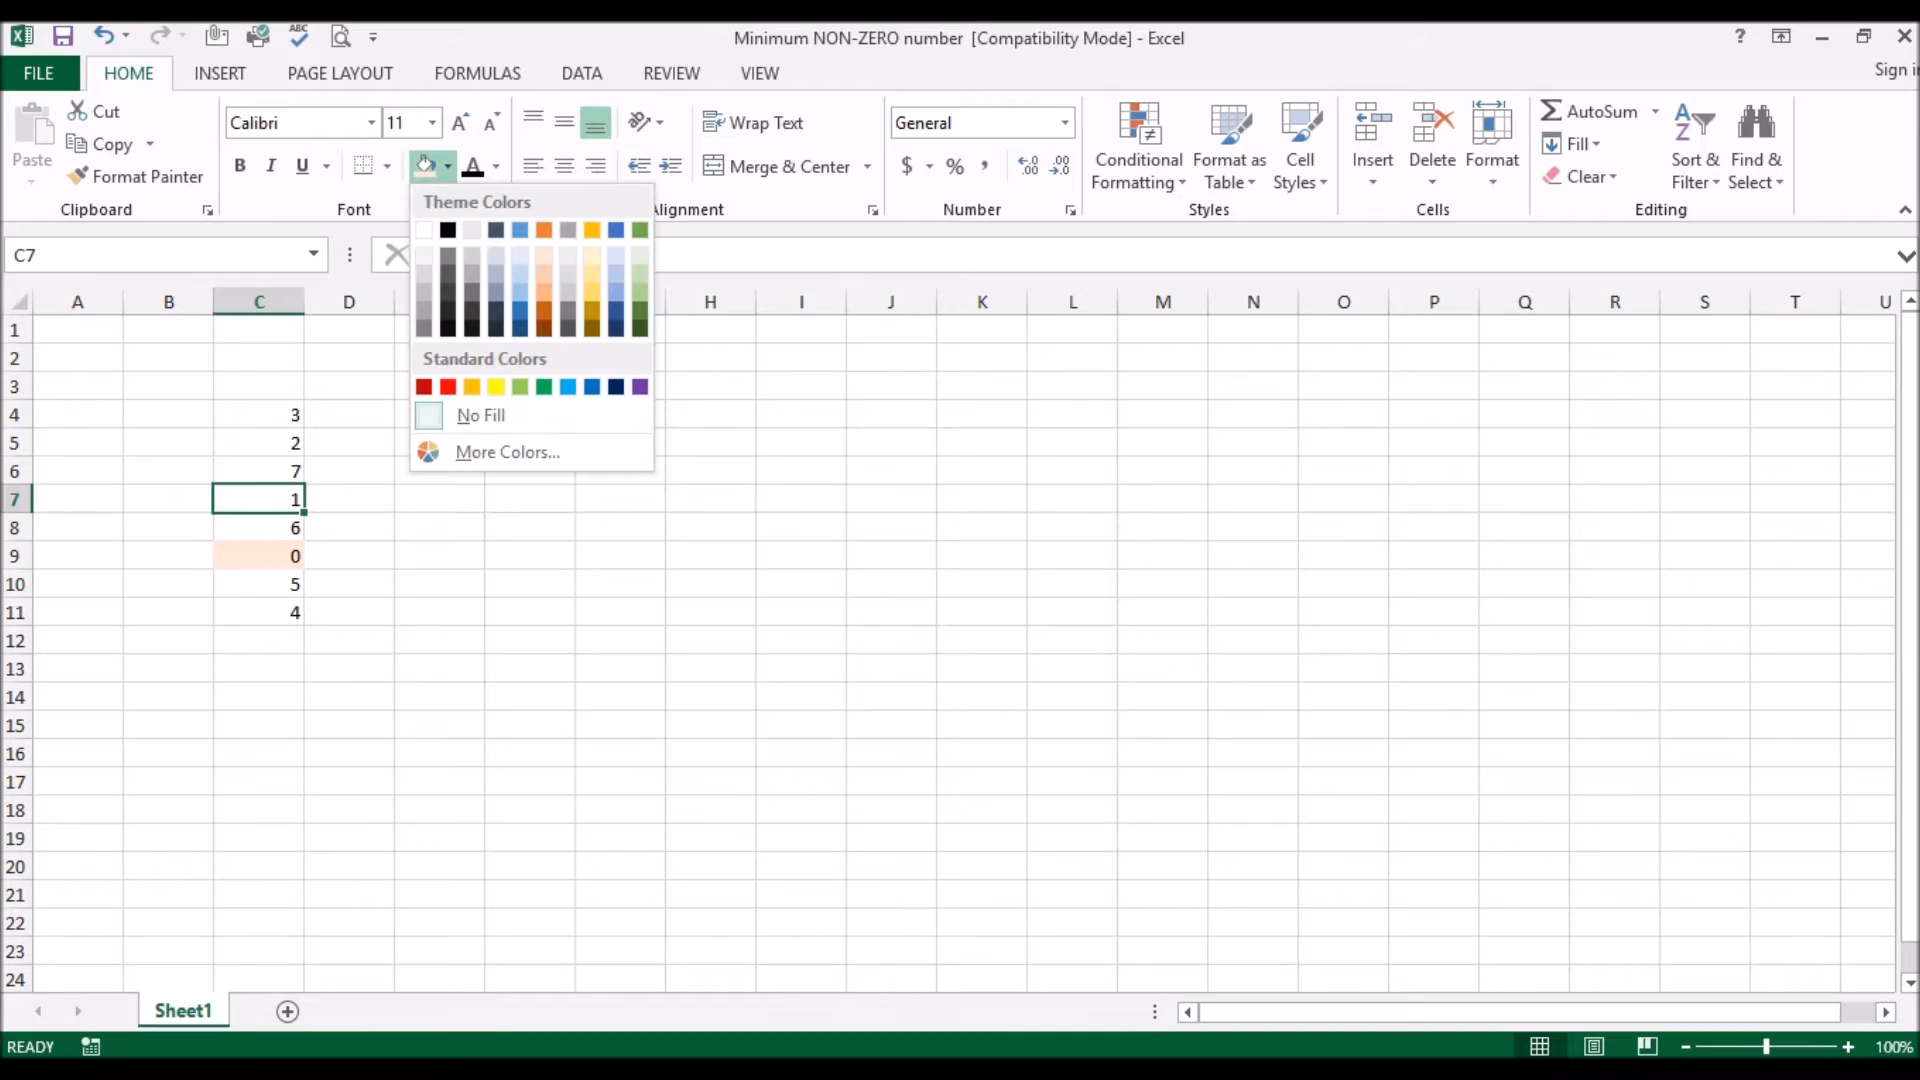 Minimum NON-ZERO number [Compatibility Mode] - Excel
?
Sign in
FILE HOME INSERT PAGE LAYOUT FORMULAS DATA REVIEW VIEW
Paste
Cut
Copy
Format Painter
Clipboard
Calibri 11
B I U
Font
Wrap Text
Merge & Center
Alignment
General
$ % ,
Number
Conditional Formatting
Format as Table
Cell Styles
Styles
Insert
Delete
Format
Cells
AutoSum
Fill
Clear
Sort & Filter
Find & Select
Editing
Theme Colors
Standard Colors
No Fill
More Colors...
C7
A B C D H I J K L M N O P Q R S T U
1
2
3
4 3
5 2
6 7
7 1
8 6
9 0
10 5
11 4
12
13
14
15
16
17
18
19
20
21
22
23
24
Sheet1
READY
100%